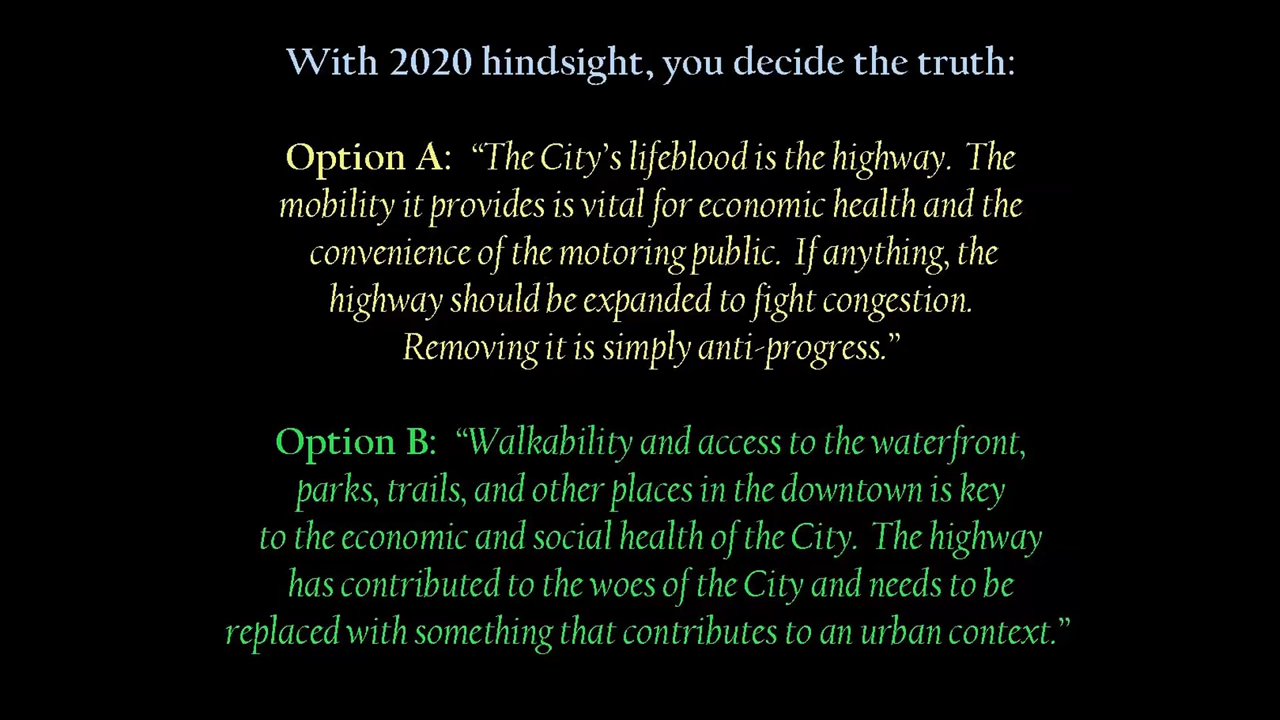 With 2020 hindsight, you decide the truth:
Option A: “The City’s lifeblood is the highway. The
mobility it provides is vital for economic health and the
convenience of the motoring public. If anything, the
highway should be expanded to fight congestion.
Removing it is simply anti-progress.”
Option B: “Walkability and access to the waterfront,
parks, trails, and other places in the downtown is key
to the economic and social health of the City. The highway
has contributed to the woes of the City and needs to be
replaced with something that contributes to an urban context.”